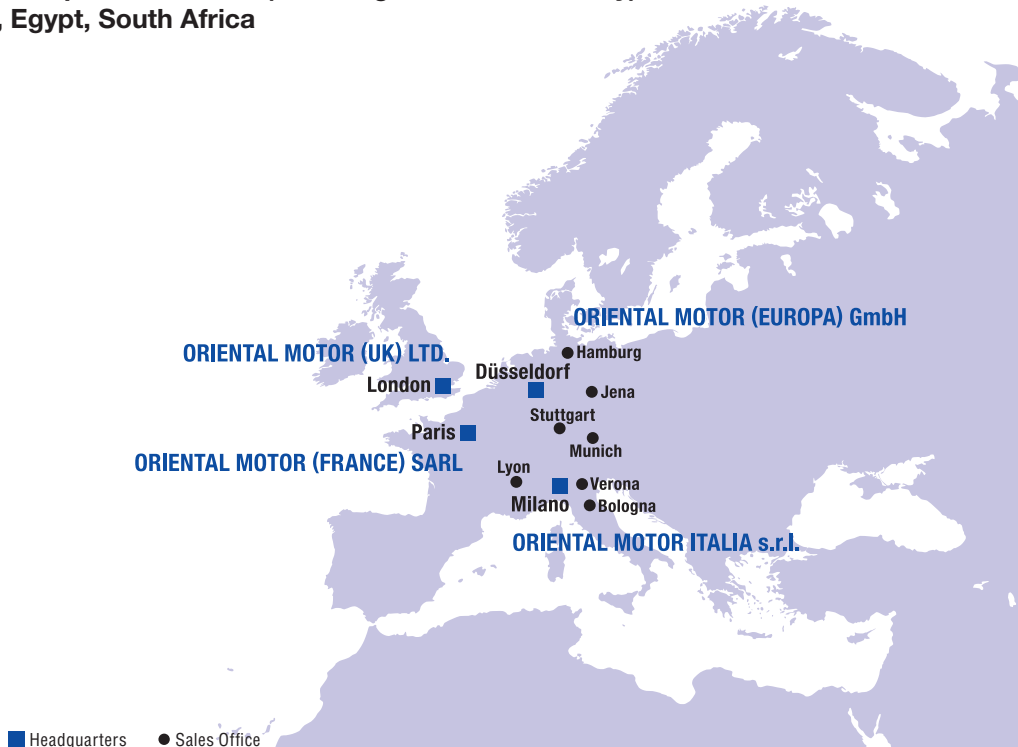 , Egypt, South Africa
ORIENTAL MOTOR (EUROPA) GmbH
Hamburg
ORIENTAL MOTOR (UK) LTD.
Düsseldorf
London
Jena
Stuttgart
Paris
Munich
ORIENTAL MOTOR (FRANCE) SARL
Lyon
Verona
Milano
Bologna
ORIENTAL MOTOR ITALIA s.r.l.
Headquarters
Sales Office